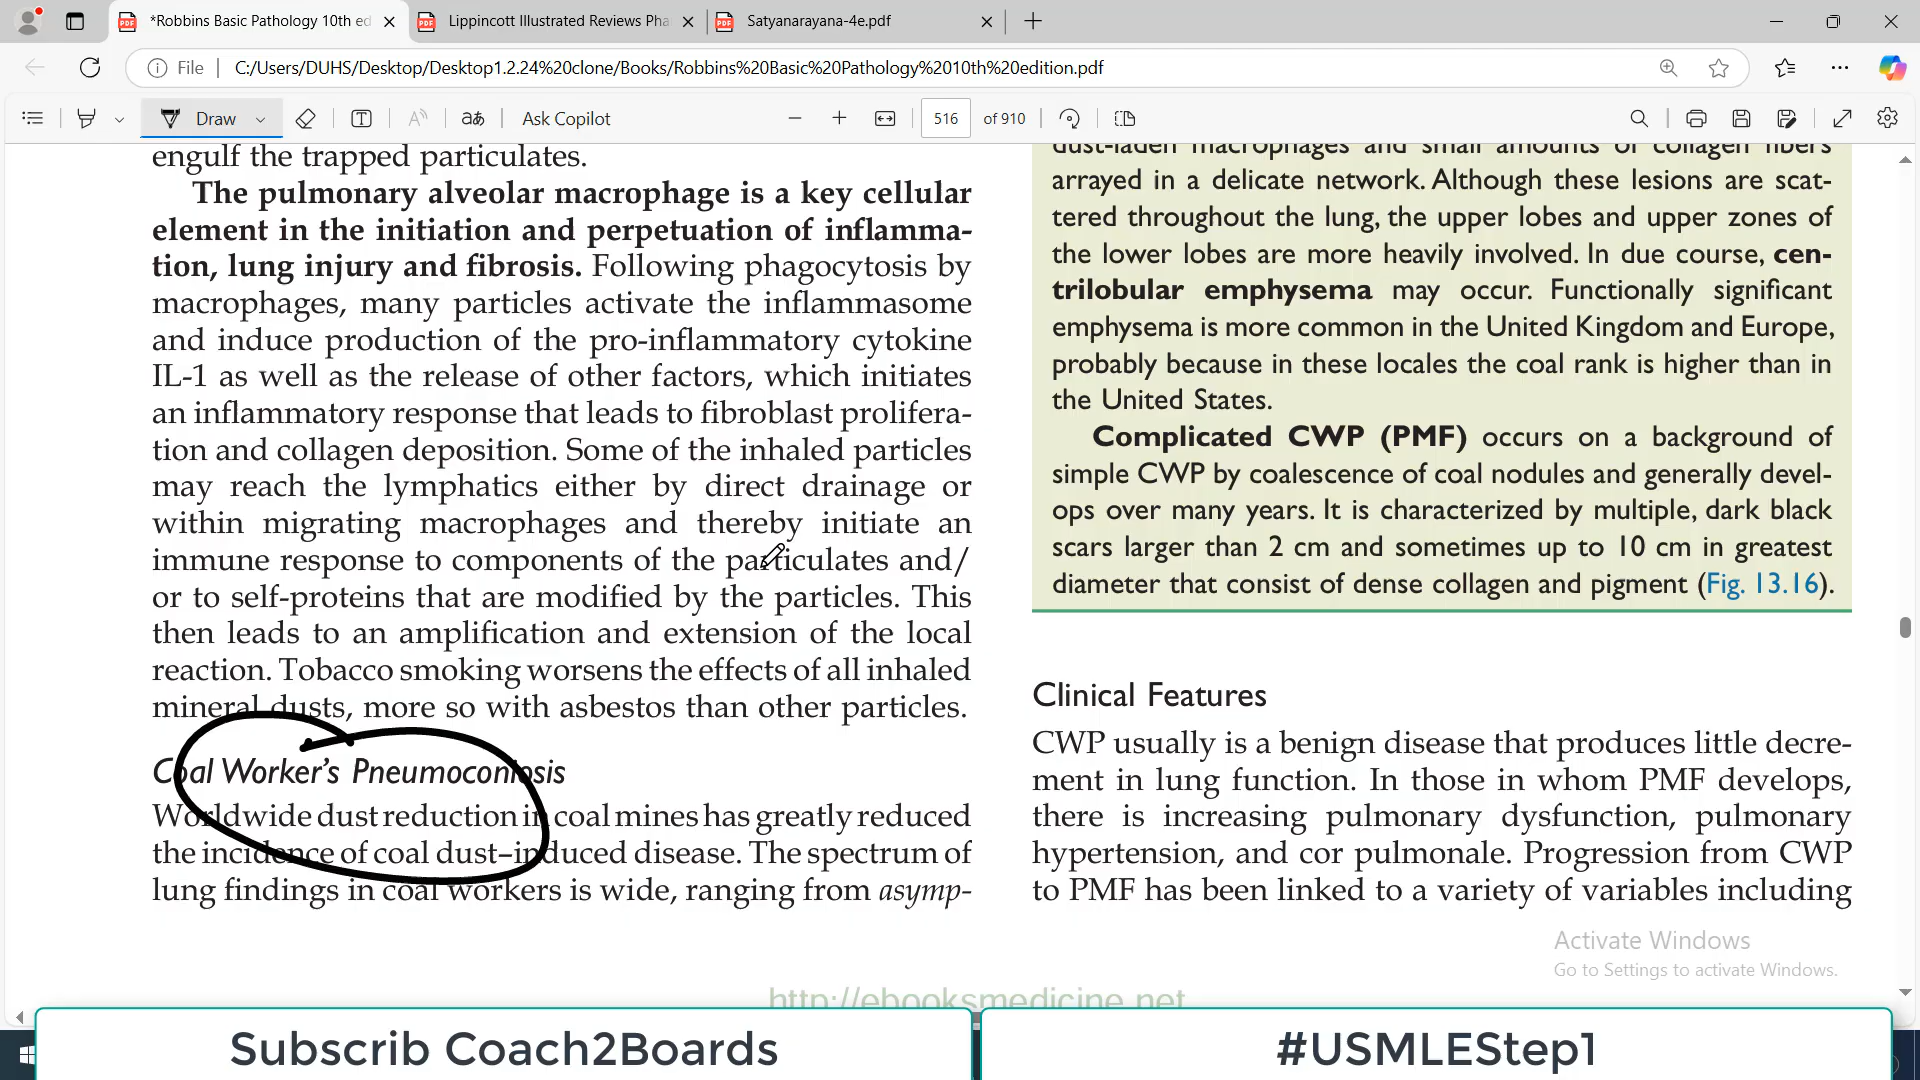 *Robbins Basic Pathology 10th ed
Lippincott Illustrated Reviews Pha
Satyanarayana-4e.pdf
File
C:/Users/DUHS/Desktop/Desktop1.2.24%20clone/Books/Robbins%20Basic%20Pathology%2010th%20edition.pdf
Draw
Ask Copilot
516 of 910
engulf the trapped particulates.
The pulmonary alveolar macrophage is a key cellular
element in the initiation and perpetuation of inflamma-
tion, lung injury and fibrosis. Following phagocytosis by
macrophages, many particles activate the inflammasome
and induce production of the pro-inflammatory cytokine
IL-1 as well as the release of other factors, which initiates
an inflammatory response that leads to fibroblast prolifera-
tion and collagen deposition. Some of the inhaled particles
may reach the lymphatics either by direct drainage or
within migrating macrophages and thereby initiate an
immune response to components of the particulates and/
or to self-proteins that are modified by the particles. This
then leads to an amplification and extension of the local
reaction. Tobacco smoking worsens the effects of all inhaled
mineral dusts, more so with asbestos than other particles.
Coal Worker's Pneumoconiosis
Worldwide dust reduction in coal mines has greatly reduced
the incidence of coal dust–induced disease. The spectrum of
lung findings in coal workers is wide, ranging from asymp-
dust-laden macrophages and small amounts of collagen fibers
arrayed in a delicate network. Although these lesions are scat-
tered throughout the lung, the upper lobes and upper zones of
the lower lobes are more heavily involved. In due course, cen-
trilobular emphysema may occur. Functionally significant
emphysema is more common in the United Kingdom and Europe,
probably because in these locales the coal rank is higher than in
the United States.
Complicated CWP (PMF) occurs on a background of
simple CWP by coalescence of coal nodules and generally devel-
ops over many years. It is characterized by multiple, dark black
scars larger than 2 cm and sometimes up to 10 cm in greatest
diameter that consist of dense collagen and pigment (Fig. 13.16).
Clinical Features
CWP usually is a benign disease that produces little decre-
ment in lung function. In those in whom PMF develops,
there is increasing pulmonary dysfunction, pulmonary
hypertension, and cor pulmonale. Progression from CWP
to PMF has been linked to a variety of variables including
Activate Windows
Go to Settings to activate Windows.
http://ebooksmedicine.net
Subscrib Coach2Boards
#USMLEStep1